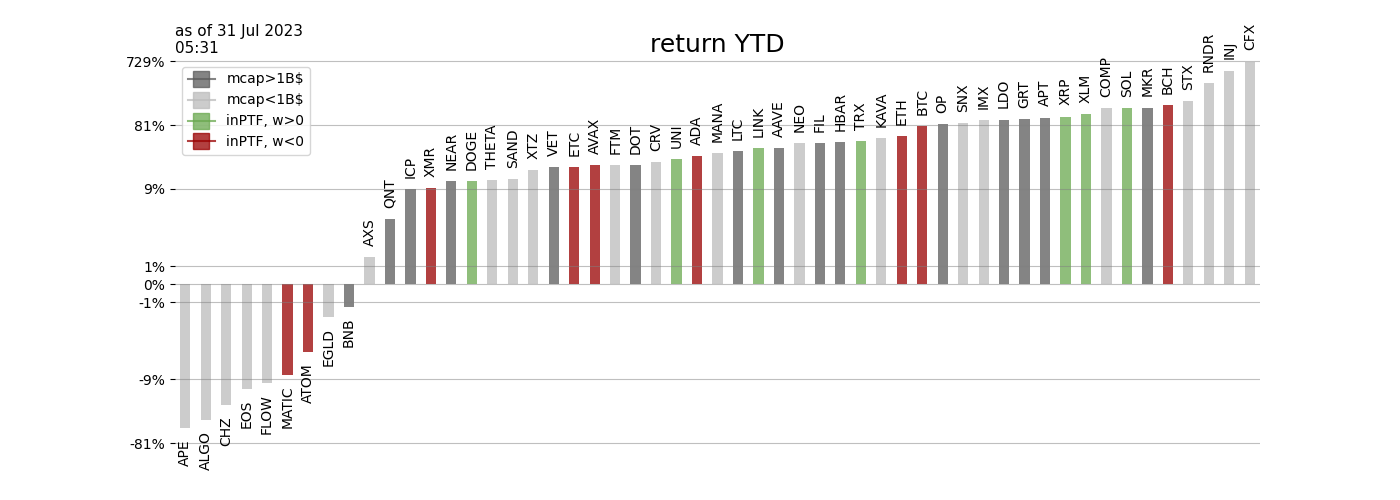 as of 31 Jul 2023
05:31
return YTD
mcap>1B$
mcap<1B$
inPTF, w>0
inPTF, w<0
729%
81%
9%
1%
0%
-1%
-9%
-81%
APE
ALGO
CHZ
EOS
FLOW
MATIC
ATOM
EGLD
BNB
AXS
QNT
ICP
XMR
NEAR
DOGE
THETA
SAND
XTZ
VET
ETC
AVAX
FTM
DOT
CRV
UNI
ADA
MANA
LTC
LINK
AAVE
NEO
FIL
HBAR
TRX
KAVA
ETH
BTC
OP
SNX
IMX
LDO
GRT
APT
XRP
XLM
COMP
SOL
MKR
BCH
STX
RNDR
INJ
CFX